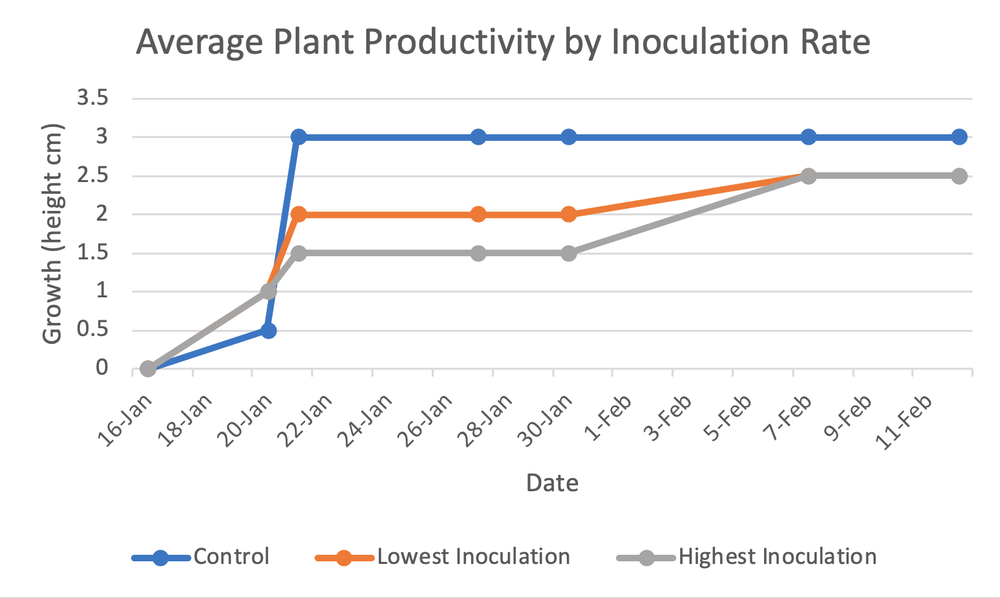 Average Plant Productivity by Inoculation Rate
Growth (height cm)
3.5
3
2.5
2
1.5
1
0.5
0
16-Jan 18-Jan 20-Jan 22-Jan 24-Jan 26-Jan 28-Jan 30-Jan 1-Feb 3-Feb 5-Feb 7-Feb 9-Feb 11-Feb
Date
Control Lowest Inoculation Highest Inoculation